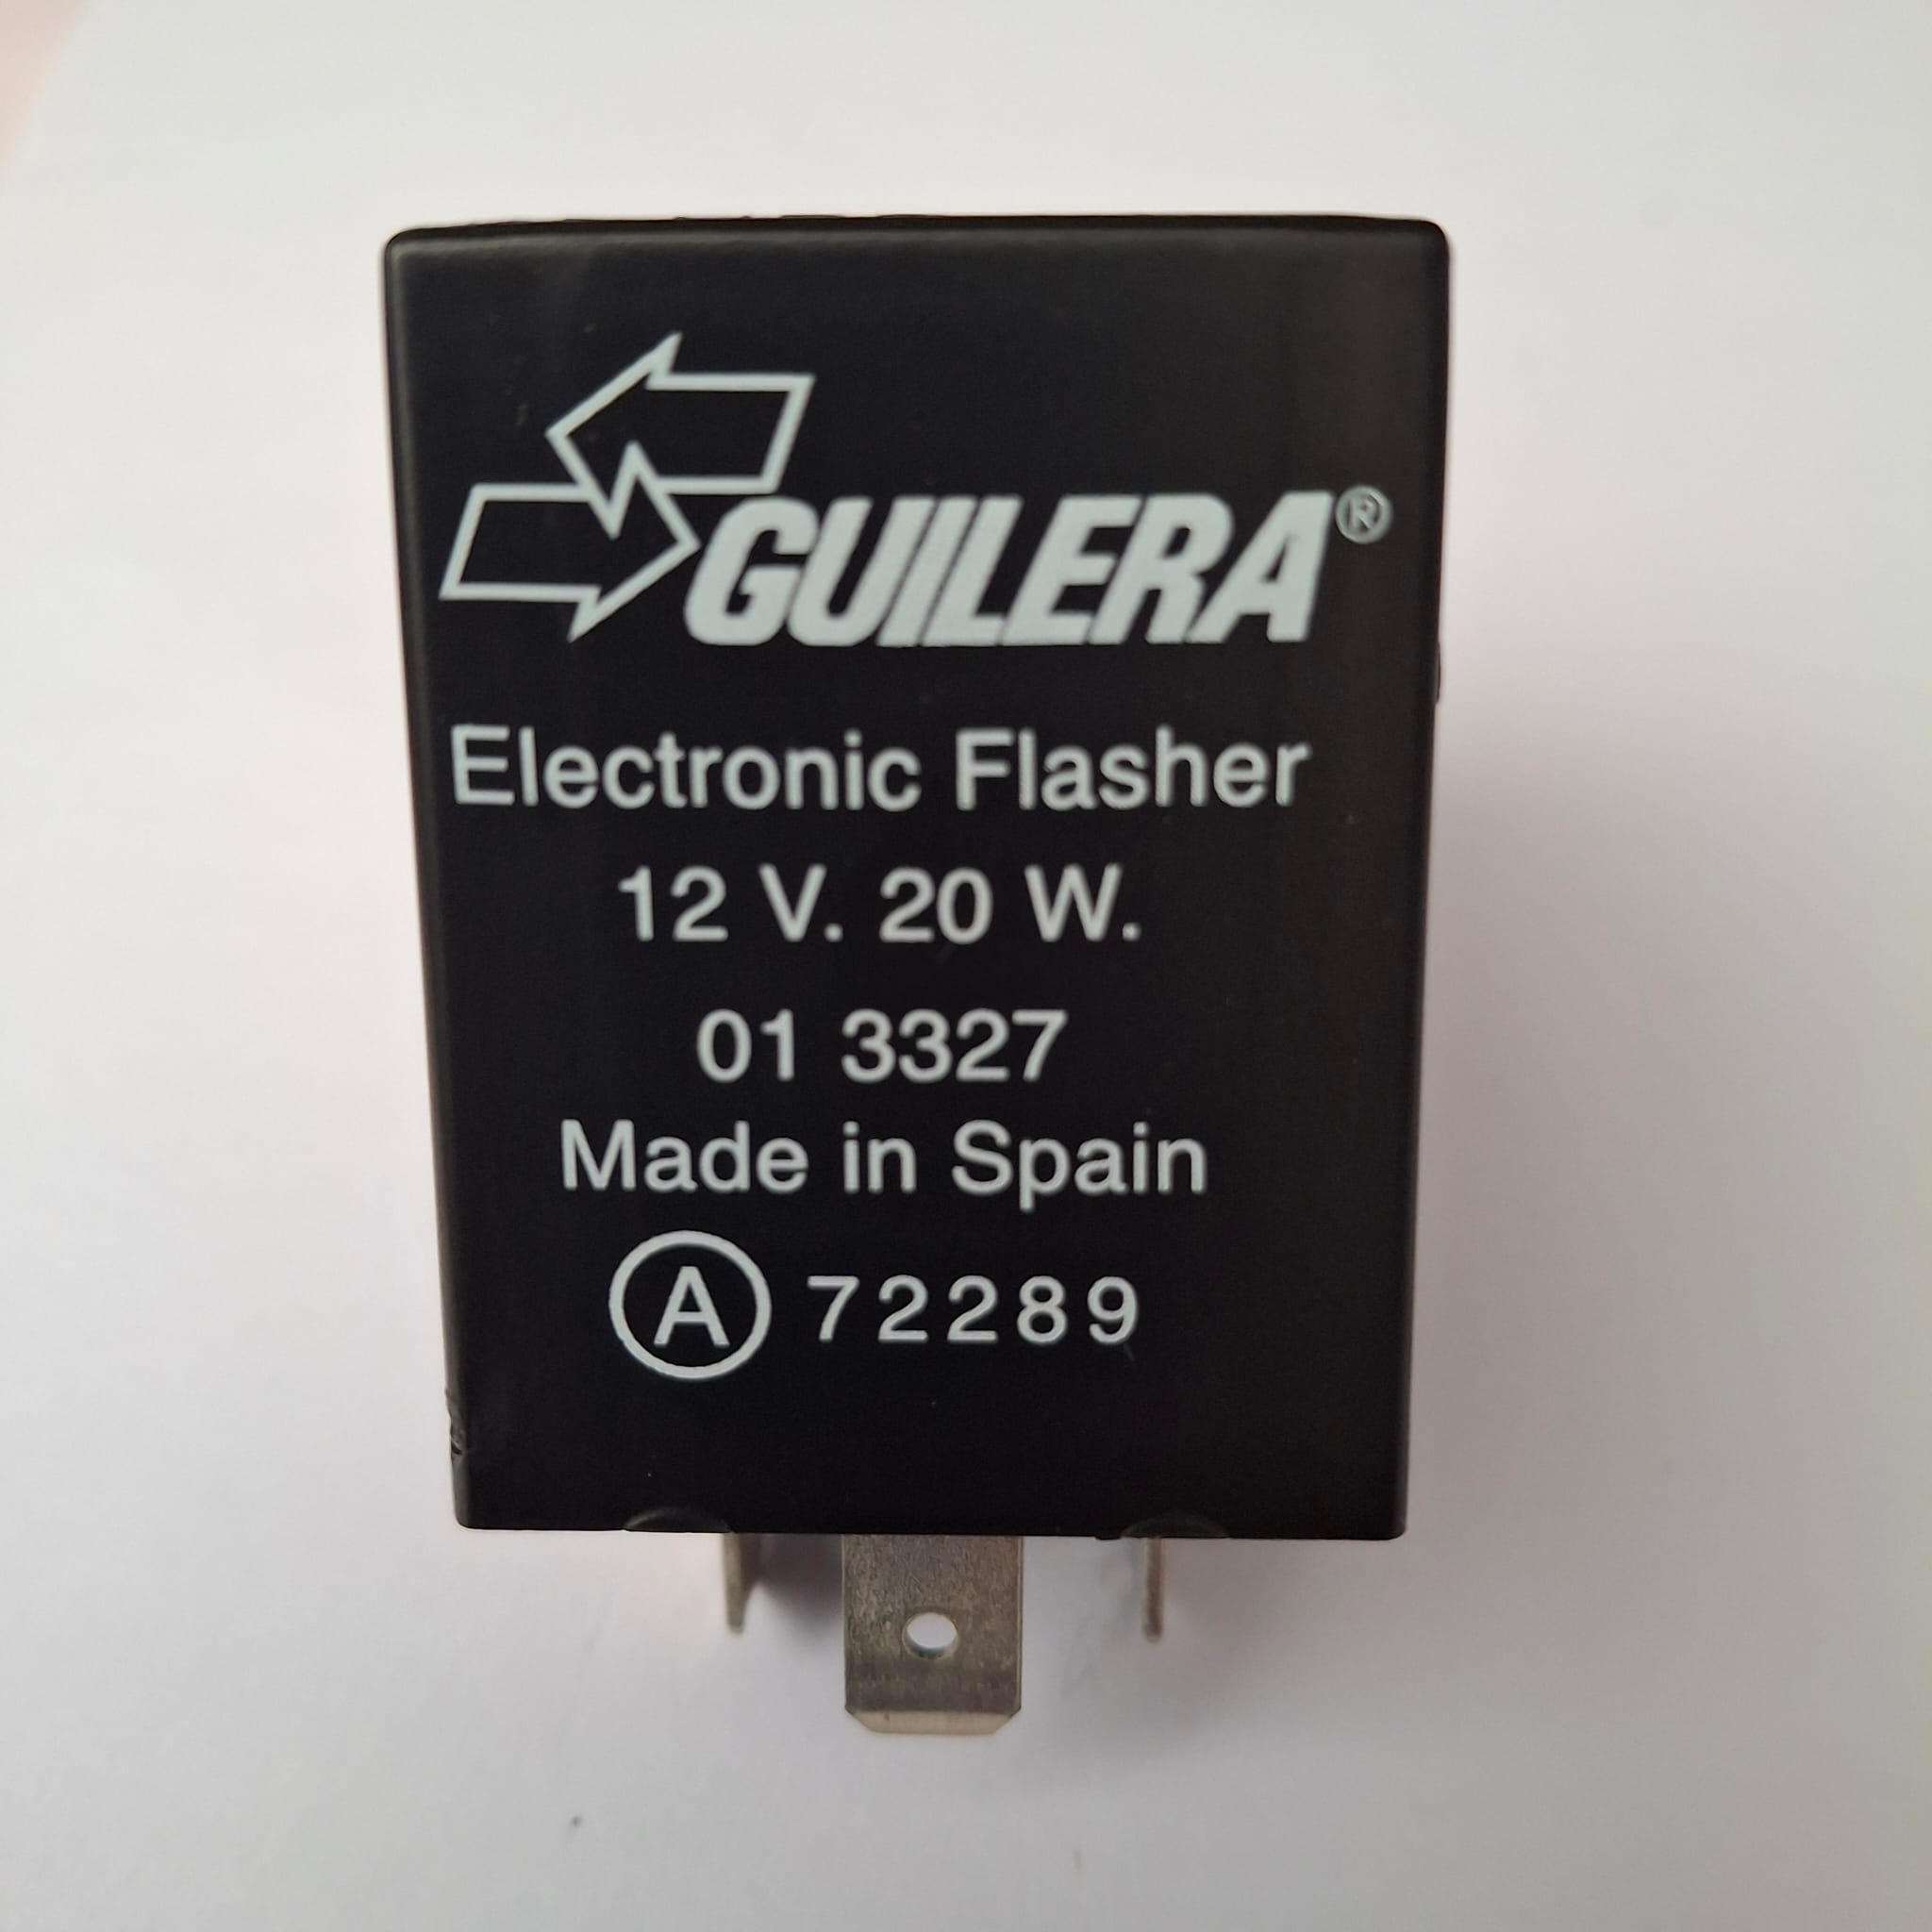 GUILERA®
Electronic Flasher
12 V. 20 W.
01 3327
Made in Spain
A 72289